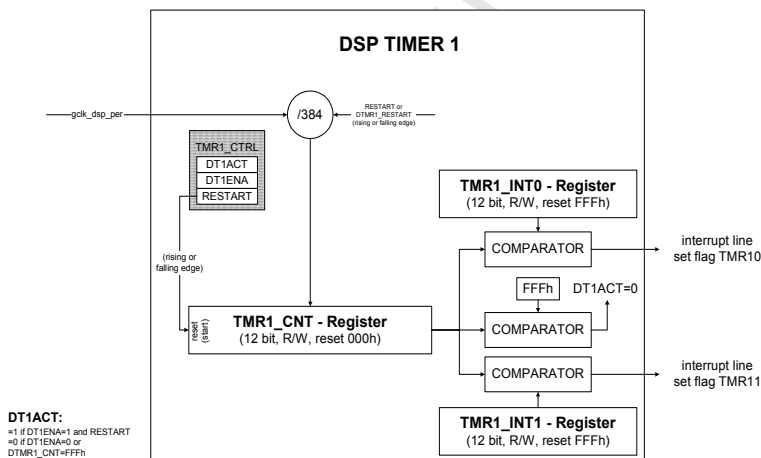 DSP TIMER 1
gclk_dsp_per
/384
RESTART or
DTMR1_RESTART
(rising or falling edge)
TMR1_CTRL
DT1ACT
DT1ENA
RESTART
TMR1_INT0 - Register
(12 bit, R/W, reset FFFh)
(rising or
falling edge)
COMPARATOR
interrupt line
set flag TMR10
FFFh
DT1ACT=0
reset
(start)
TMR1_CNT - Register
(12 bit, R/W, reset 000h)
COMPARATOR
COMPARATOR
interrupt line
set flag TMR11
TMR1_INT1 - Register
(12 bit, R/W, reset FFFh)
DT1ACT:
=1 if DT1ENA=1 and RESTART
=0 if DT1ENA=0 or
DTMR1_CNT=FFFh